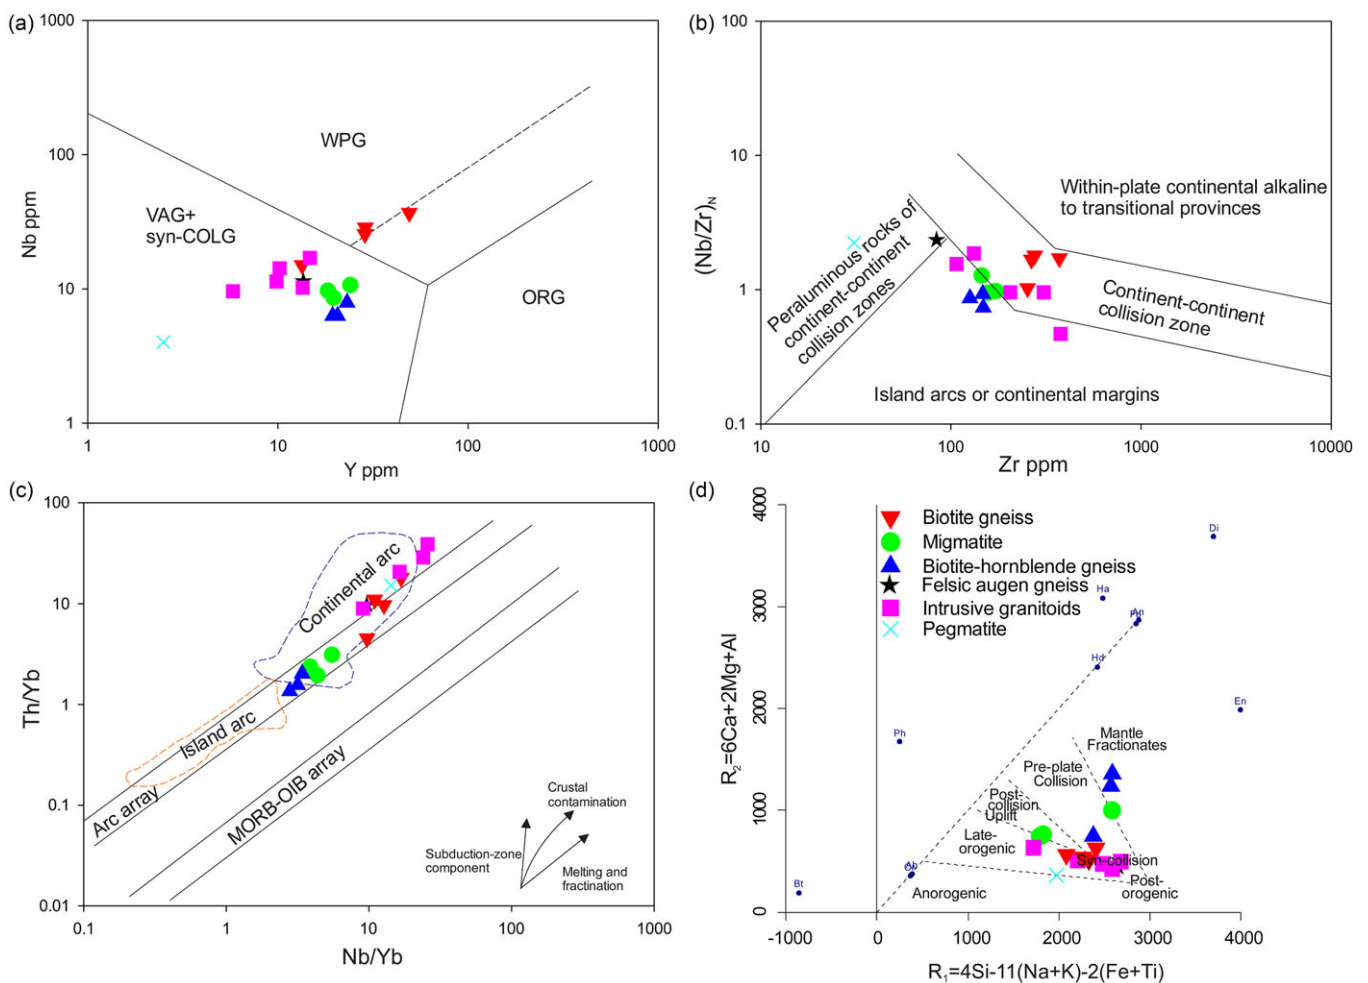 (a)
1000
100
10
1
Nb ppm
WPG
VAG+
syn-COLG
ORG
1
10
100
1000
Y ppm
(b)
100
10
1
0.1
(Nb/Zr)N
Within-plate continental alkaline
to transitional provinces
Peraluminous rocks of
continent-continent
collision zones
Continent-continent
collision zone
Island arcs or continental margins
10
100
1000
10000
Zr ppm
(c)
100
10
1
0.1
0.01
Th/Yb
Continental arc
Island arc
Arc array
MORB-OIB array
Crustal
contamination
Subduction-zone
component
Melting and
fractination
0.1
1
10
100
1000
Nb/Yb
(d)
4000
3000
2000
1000
0
R2=6Ca+2Mg+Al
Biotite gneiss
Migmatite
Biotite-hornblende gneiss
Felsic augen gneiss
Intrusive granitoids
Pegmatite
Di
Ha
An
Hd
En
Ph
Mantle
Fractionates
Pre-plate
Collision
Post-
collision
Uplift
Late-
orogenic
Syn-collision
Ab
Bt
Anorogenic
Post-
orogenic
-1000
0
1000
2000
3000
4000
R1=4Si-11(Na+K)-2(Fe+Ti)